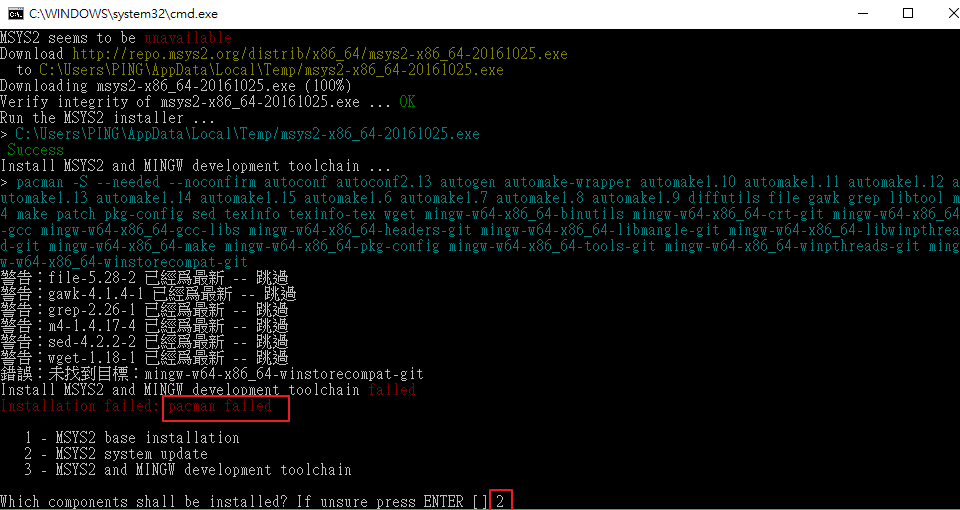 C:\WINDOWS\system32\cmd.exe
MSYS2 seems to be unavailable
Download http://repo.msys2.org/distrib/x86_64/msys2-x86_64-20161025.exe
to C:\Users\PING\AppData\Local\Temp/msys2-x86_64-20161025.exe
Downloading msys2-x86_64-20161025.exe (100%)
Verify integrity of msys2-x86_64-20161025.exe ... OK
Run the MSYS2 installer ...
> C:\Users\PING\AppData\Local\Temp/msys2-x86_64-20161025.exe
Success
Install MSYS2 and MINGW development toolchain ...
> pacman -S --needed --noconfirm autoconf autoconf2.13 autogen automake-wrapper automake1.10 automake1.11 automake1.12 a
utomake1.13 automake1.14 automake1.15 automake1.6 automake1.7 automake1.8 automake1.9 diffutils file gawk grep libtool m
4 make patch pkg-config sed texinfo texinfo-tex wget mingw-w64-x86_64-binutils mingw-w64-x86_64-crt-git mingw-w64-x86_64
-gcc mingw-w64-x86_64-gcc-libs mingw-w64-x86_64-headers-git mingw-w64-x86_64-libmangle-git mingw-w64-x86_64-libwinpthrea
d-git mingw-w64-x86_64-make mingw-w64-x86_64-pkg-config mingw-w64-x86_64-tools-git mingw-w64-x86_64-winpthreads-git ming
w-w64-x86_64-winstorecompat-git
警告：file-5.28-2 已經爲最新 -- 跳過
警告：gawk-4.1.4-1 已經爲最新 -- 跳過
警告：grep-2.26-1 已經爲最新 -- 跳過
警告：m4-1.4.17-4 已經爲最新 -- 跳過
警告：sed-4.2.2-2 已經爲最新 -- 跳過
警告：wget-1.18-1 已經爲最新 -- 跳過
錯誤：未找到目標：mingw-w64-x86_64-winstorecompat-git
Install MSYS2 and MINGW development toolchain failed
Installation failed: pacman failed
1 - MSYS2 base installation
2 - MSYS2 system update
3 - MSYS2 and MINGW development toolchain
Which components shall be installed? If unsure press ENTER [] 2